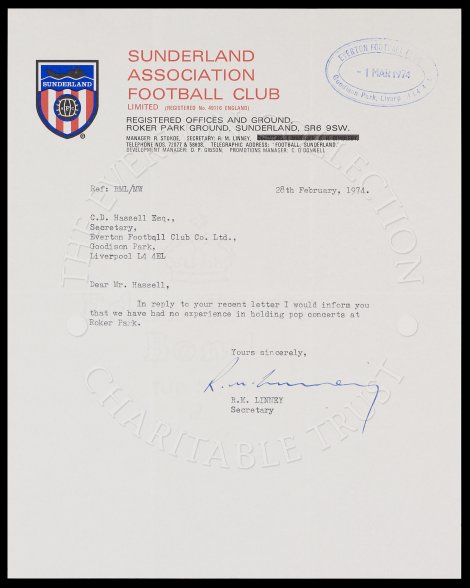 SUNDERLAND
ASSOCIATION
FOOTBALL CLUB
LIMITED (REGISTERED No. 49116 ENGLAND)
SUNDERLAND
REGISTERED OFFICES AND GROUND,
ROKER PARK GROUND, SUNDERLAND, SR6 9SW.
MANAGER: R. STOKOE, SECRETARY: R. M. LINNEY,
TELEPHONE NOS. 72077 & 58638, TELEGRAPHIC ADDRESS: 'FOOTBALL, SUNDERLAND.'
DEVELOPMENT MANAGER: D. P. GIBSON, PROMOTIONS MANAGER: C. O'DONNELL
EVERTON FOOTBALL
- 1 MAR 1974
Goodison Park, Liverpool L4 4EL
Ref: RML/MW 28th February, 1974.
C.D. Hassell Esq.,
Secretary,
Everton Football Club Co. Ltd.,
Goodison Park,
Liverpool L4 4EL
Dear Mr. Hassell,
In reply to your recent letter I would inform you
that we have had no experience in holding pop concerts at
Roker Park.
Yours sincerely,
R.M. Linney
R.M. LINNEY
Secretary
THE EVERTON COLLECTION
CHARITABLE TRUST